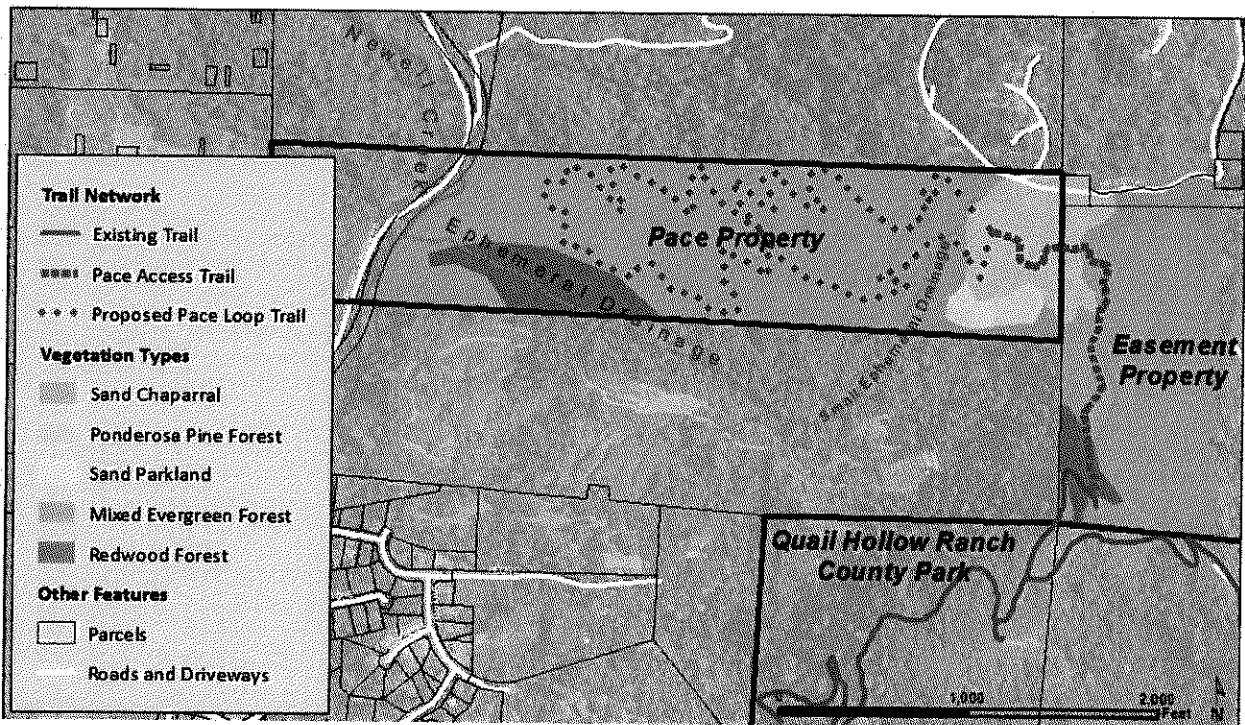 Newell Creek
Trail Network
Existing Trail
Pace Access Trail
Proposed Pace Loop Trail
Vegetation Types
Sand Chaparral
Ponderosa Pine Forest
Sand Parkland
Mixed Evergreen Forest
Redwood Forest
Other Features
Parcels
Roads and Driveways
Pace Property
Ephemeral Drainage
Small Ephemeral Drainage
Easement
Property
Quail Hollow Ranch
County Park
1,000
2,000
Feet
N